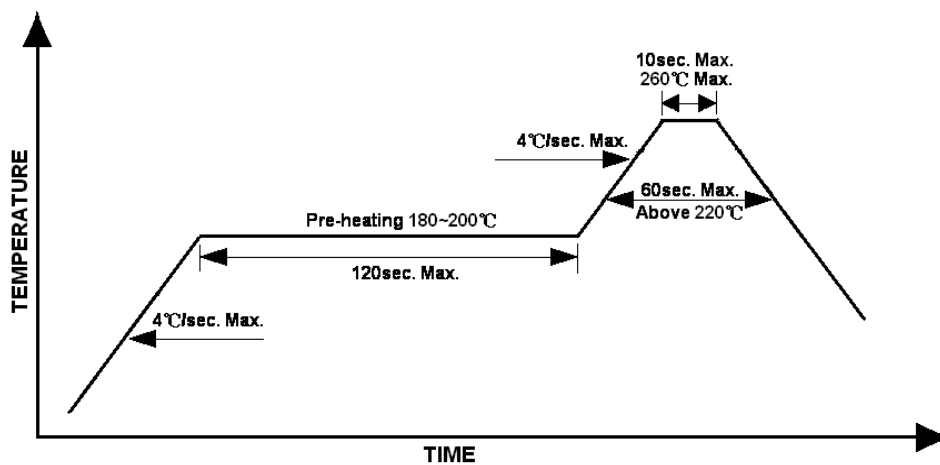 10sec. Max.
260℃ Max.
4℃/sec. Max.
60sec. Max.
Above 220℃
Pre-heating 180~200℃
120sec. Max.
4℃/sec. Max.
TEMPERATURE
TIME